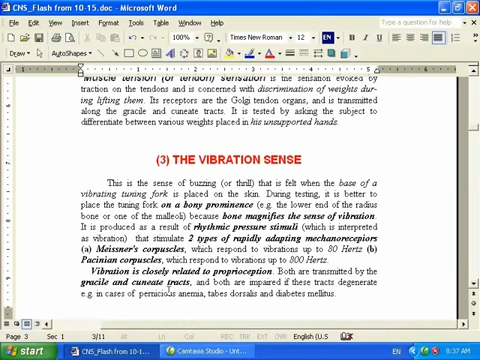 CNS_Flash from 10-15.doc - Microsoft Word
File Edit View Insert Format Tools Table Window Help
Type a question for help
100%
Times New Roman
12
EN
B I U
Draw AutoShapes
Muscle tension (or tendon) sensation is the sensation evoked by
traction on the tendons and is concerned with discrimination of weights dur-
ing lifting them. Its receptors are the Golgi tendon organs, and is transmitted
along the gracile and cuneate tracts. It is tested by asking the subject to
differentiate between various weights placed in his unsupported hands.
(3) THE VIBRATION SENSE
This is the sense of buzzing (or thrill) that is felt when the base of a
vibrating tuning fork is placed on the skin. During testing, it is better to
place the tuning fork on a bony prominence (e.g. the lower end of the radius
bone or one of the malleoli) because bone magnifies the sense of vibration.
It is produced as a result of rhythmic pressure stimuli (which is interpreted
as vibration) that stimulate 2 types of rapidly adapting mechanoreceptors
(a) Meissner's corpuscles, which respond to vibrations up to 80 Hertz (b)
Pacinian corpuscles, which respond to vibrations up to 800 Hertz.
Vibration is closely related to proprioception. Both are transmitted by the
gracile and cuneate tracts, and both are impaired if these tracts degenerate
e.g. in cases of pernicious anemia, tabes dorsalis and diabetes mellitus.
Draw
Page 3 Sec 1 3/11 At Ln Col REC TRK EXT OVR English (U.S
start
CNS_Flash from 10-1...
Camtasia Studio - Unt...
8:37 AM